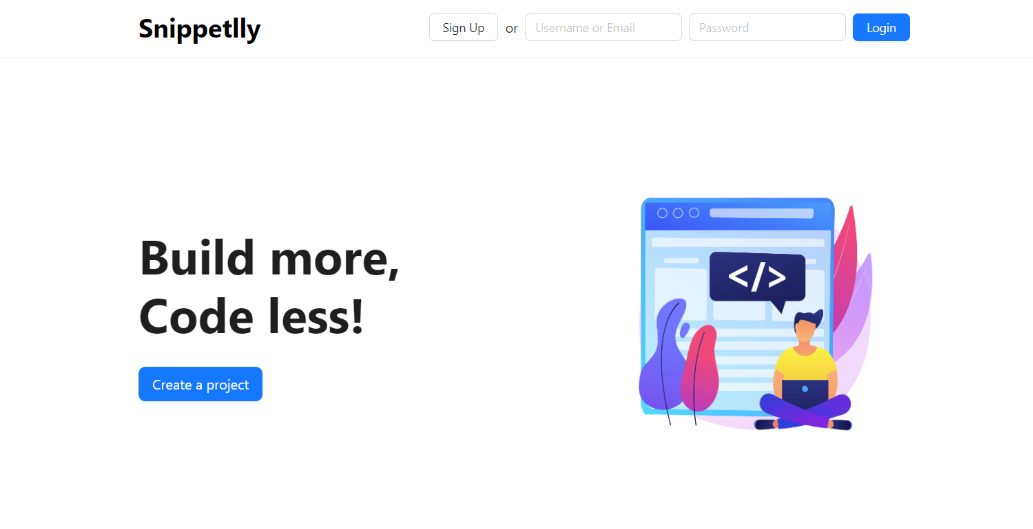 Snippetlly
Sign Up or Username or Email Password Login
Build more,
Code less!
Create a project
</>